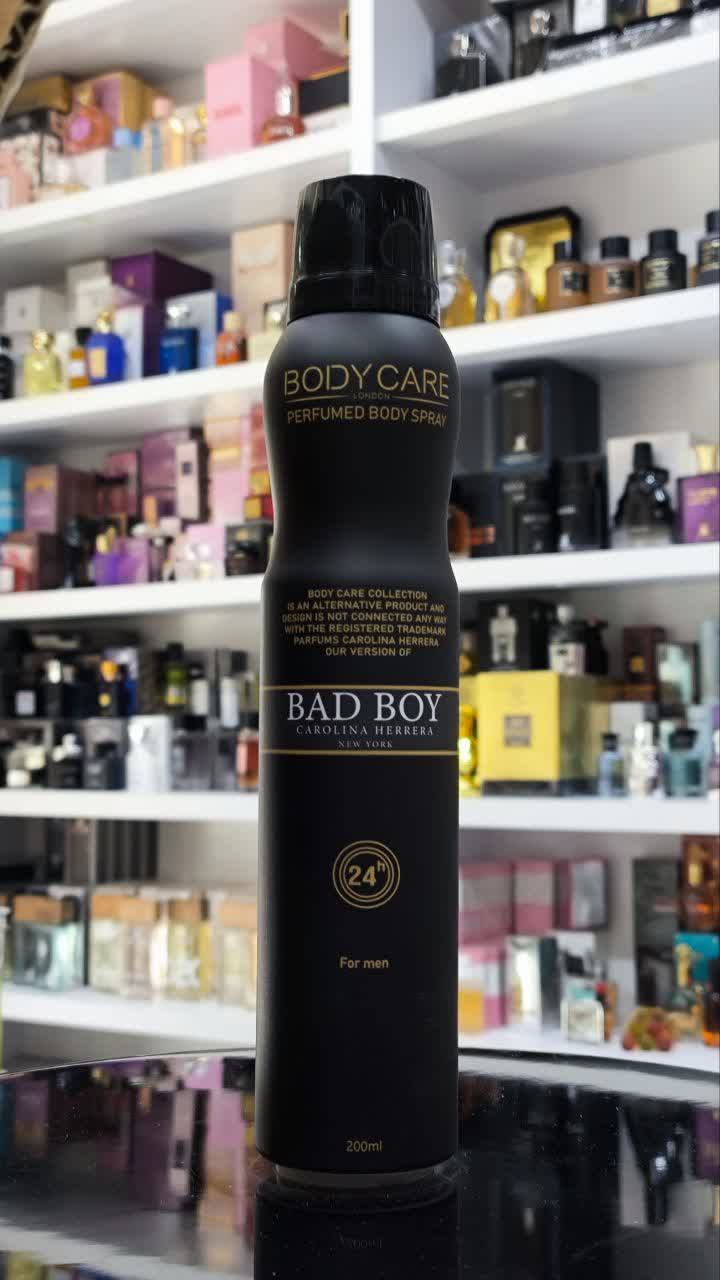 BODY CARE
LONDON
PERFUMED BODY SPRAY
BODY CARE COLLECTION
IS AN ALTERNATIVE PRODUCT AND
DESIGN IS NOT CONNECTED ANY WAY
WITH THE REGISTERED TRADEMARK
PARFUMS CAROLINA HERRERA
OUR VERSION OF
BAD BOY
CAROLINA HERRERA
NEW YORK
24h
For men
200ml